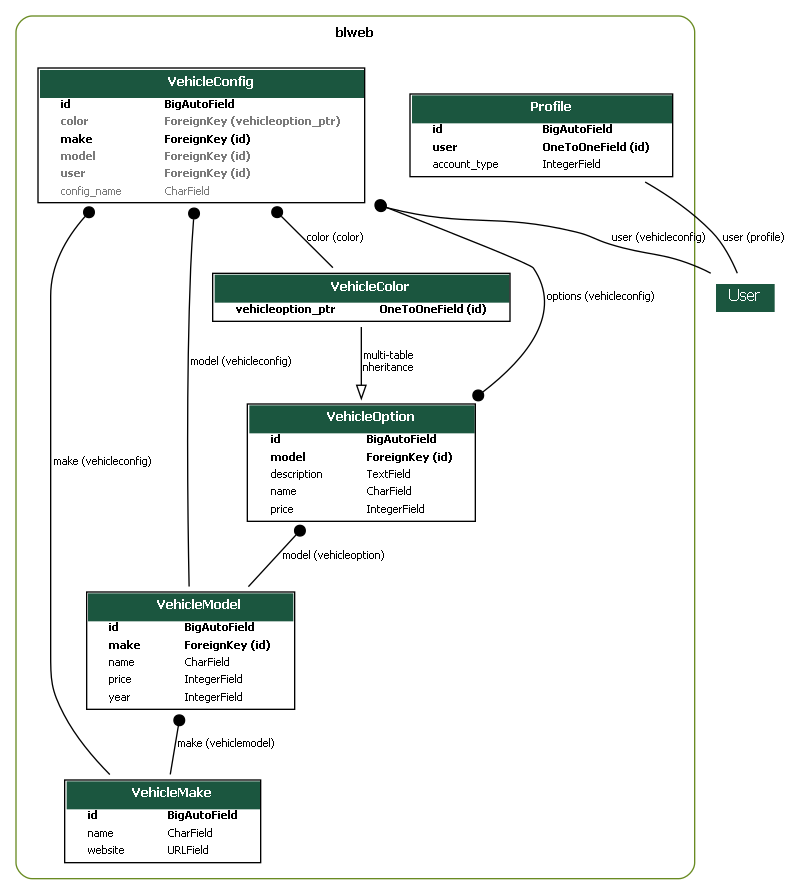 blweb
VehicleConfig
id BigAutoField
color ForeignKey (vehicleoption_ptr)
make ForeignKey (id)
model ForeignKey (id)
user ForeignKey (id)
config_name CharField
Profile
id BigAutoField
user OneToOneField (id)
account_type IntegerField
color (color)
user (vehicleconfig)
user (profile)
VehicleColor
vehicleoption_ptr OneToOneField (id)
options (vehicleconfig)
User
model (vehicleconfig)
multi-table
nheritance
VehicleOption
id BigAutoField
model ForeignKey (id)
description TextField
name CharField
price IntegerField
make (vehicleconfig)
model (vehicleoption)
VehicleModel
id BigAutoField
make ForeignKey (id)
name CharField
price IntegerField
year IntegerField
make (vehiclemodel)
VehicleMake
id BigAutoField
name CharField
website URLField